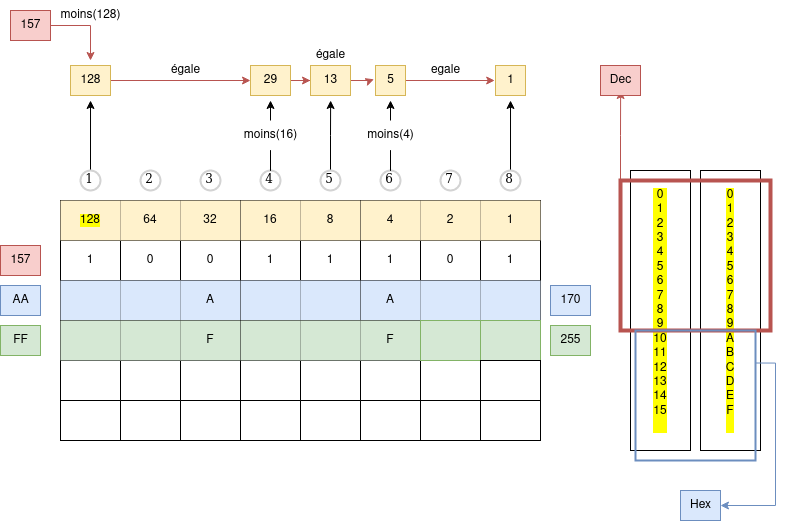 157
moins(128)
128
égale
29
égale
13
5
egale
1
Dec
moins(16)
moins(4)
1 2 3 4 5 6 7 8
128 64 32 16 8 4 2 1
157 1 0 0 1 1 1 0 1
AA A A 170
FF F F 255
0 0
1 1
2 2
3 3
4 4
5 5
6 6
7 7
8 8
9 9
10 A
11 B
12 C
13 D
14 E
15 F
Hex